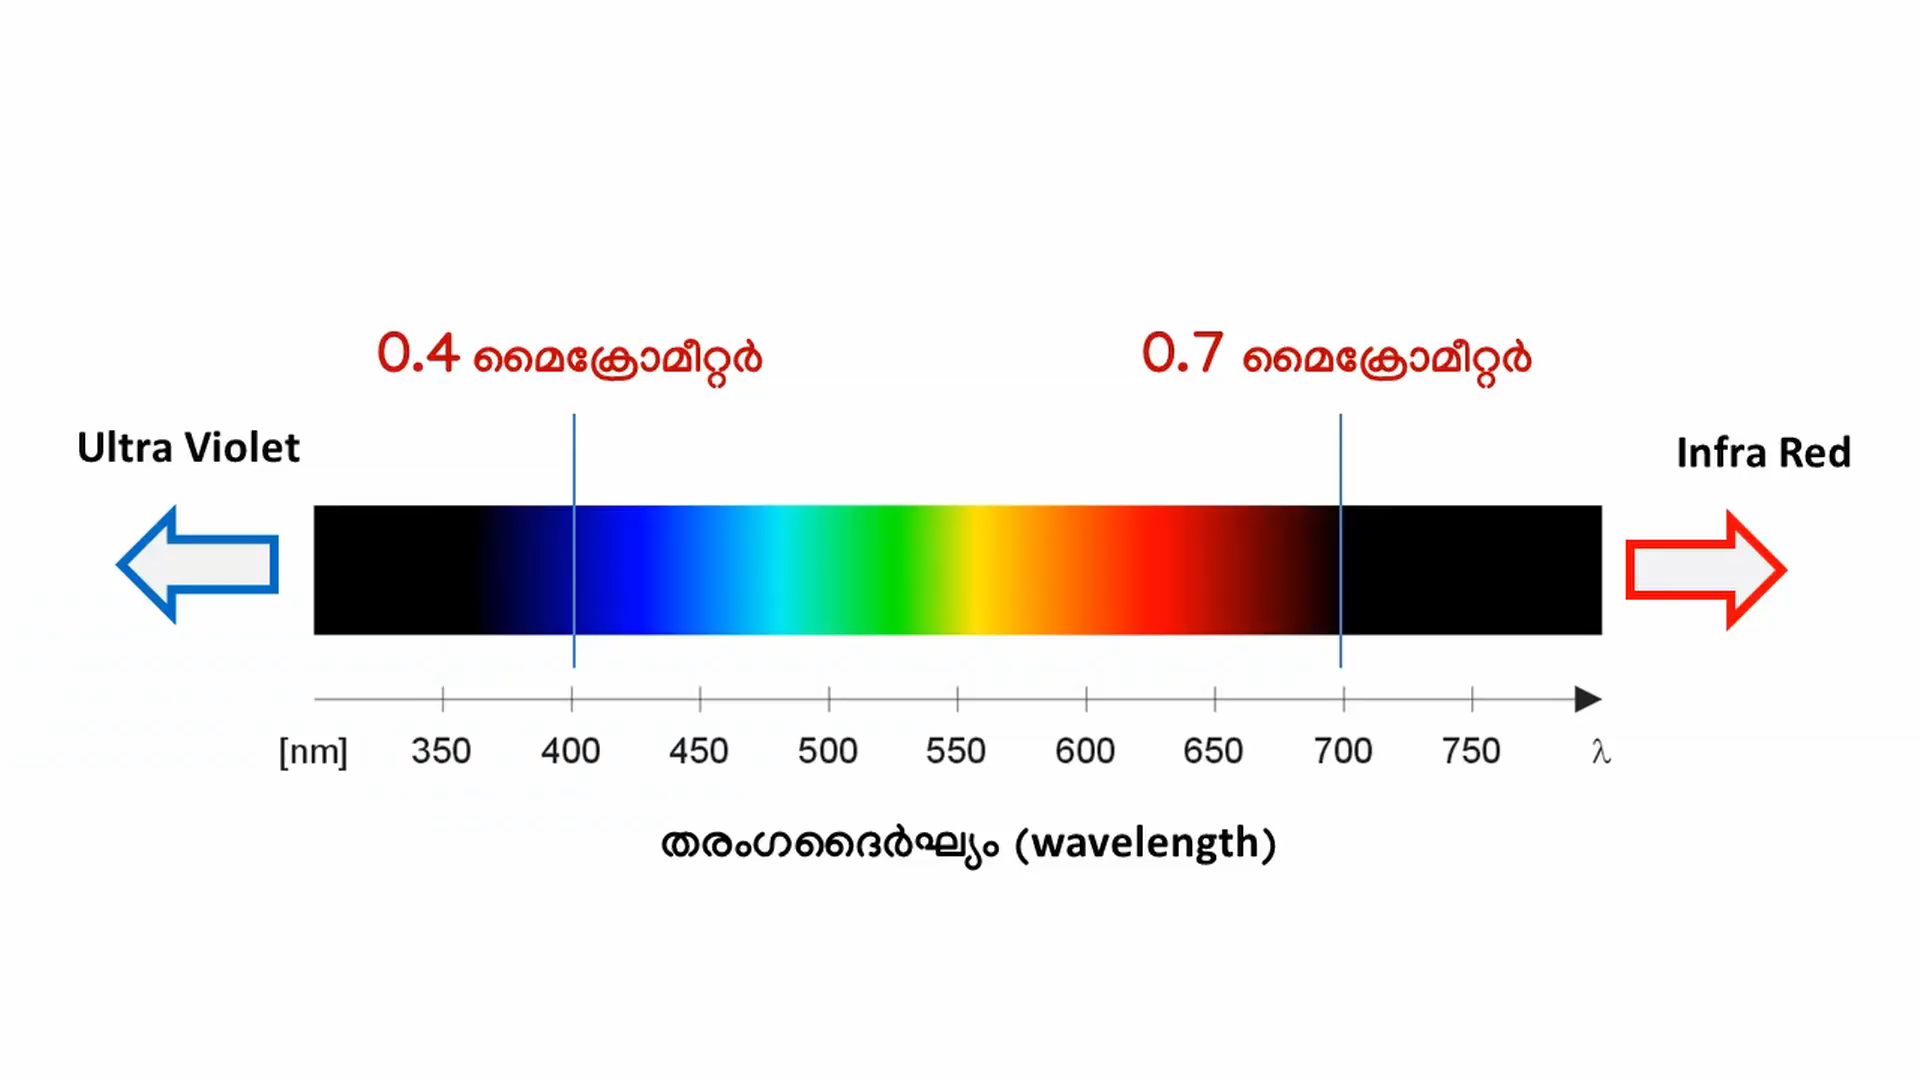 0.4 മൈക്രോമീറ്റർ
0.7 മൈക്രോമീറ്റർ
Ultra Violet
Infra Red
[nm] 350 400 450 500 550 600 650 700 750 λ
തരംഗദൈർഘ്യം (wavelength)